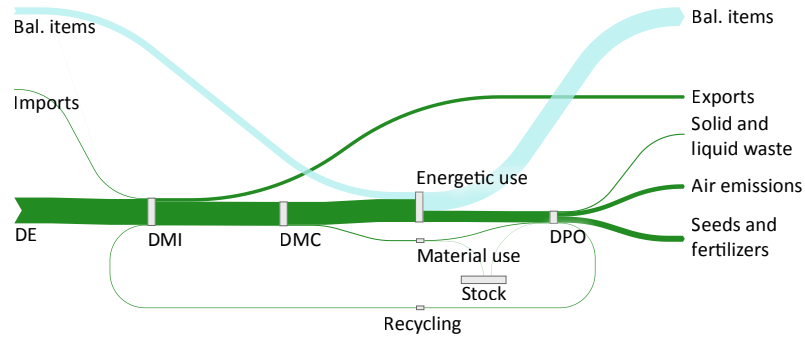 Bal. items
Bal. items
Imports
Exports
Solid and
liquid waste
Energetic use
Air emissions
DE
DMI
DMC
DPO
Seeds and
fertilizers
Material use
Stock
Recycling